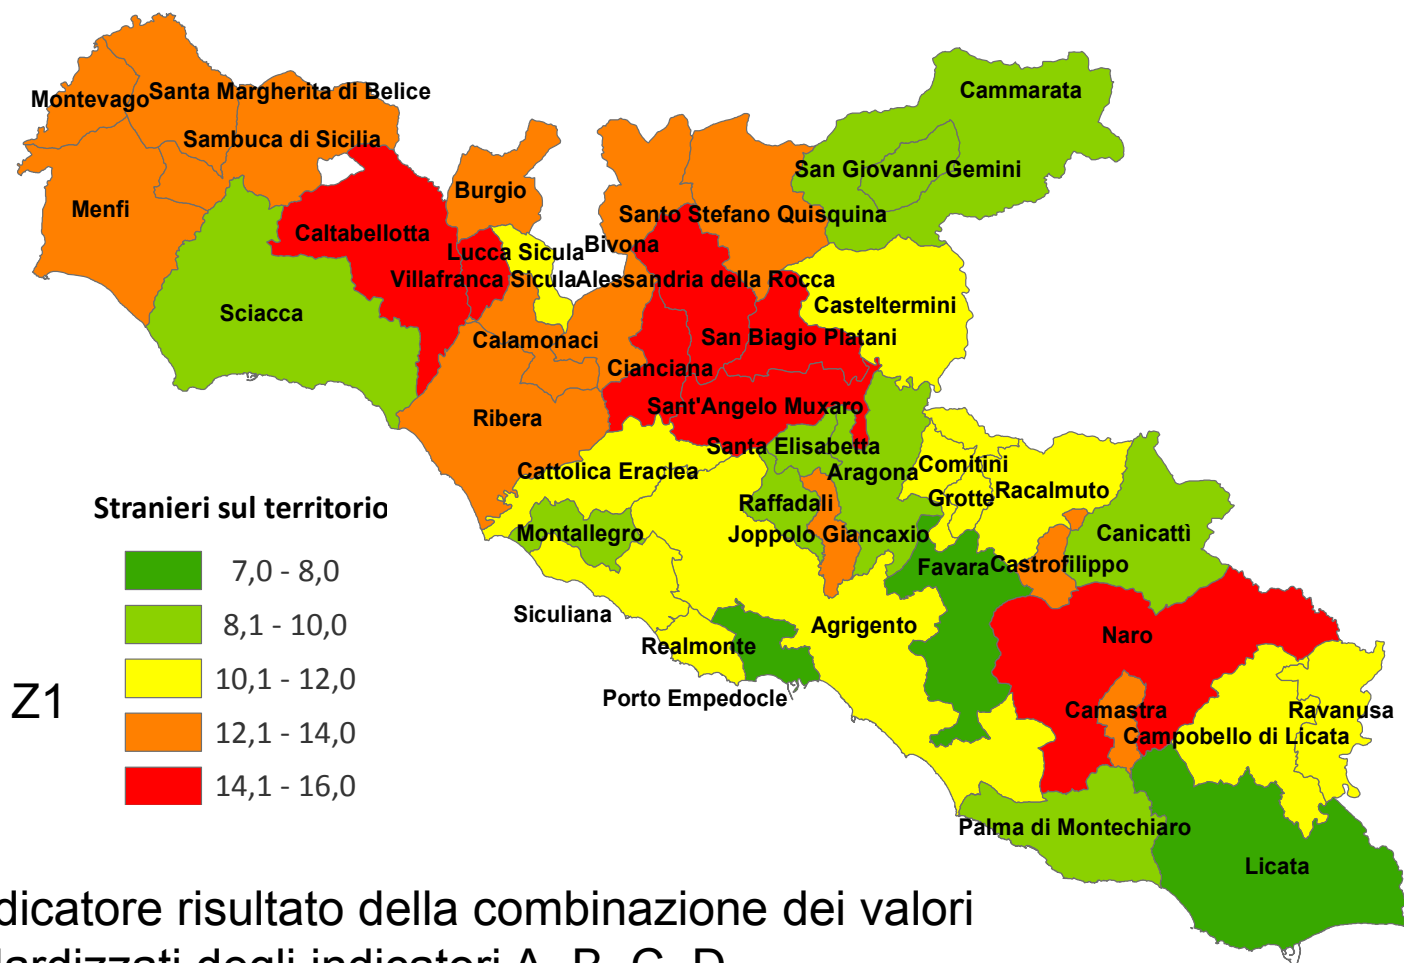 Cammarata
Montevago
Santa Margherita di Belice
Sambuca di Sicilia
San Giovanni Gemini
Burgio
Menfi
Santo Stefano Quisquina
Caltabellotta
Bivona
Lucca Sicula
Villafranca Sicula
Alessandria della Rocca
Casteltermini
Sciacca
San Biagio Platani
Calamonaci
Cianciana
Sant'Angelo Muxaro
Ribera
Santa Elisabetta
Cattolica Eraclea
Aragona
Comitini
Racalmuto
Grotte
Raffadali
Montallegro
Joppolo Giancaxio
Canicattì
Favara
Castrofilippo
Siculiana
Agrigento
Naro
Realmonte
Porto Empedocle
Camastra
Ravanusa
Campobello di Licata
Palma di Montechiaro
Licata
Stranieri sul territorio
7,0 - 8,0
8,1 - 10,0
10,1 - 12,0
12,1 - 14,0
14,1 - 16,0
Z1
dicatore risultato della combinazione dei valori
dardizzati degli indicatori A, B, C, D